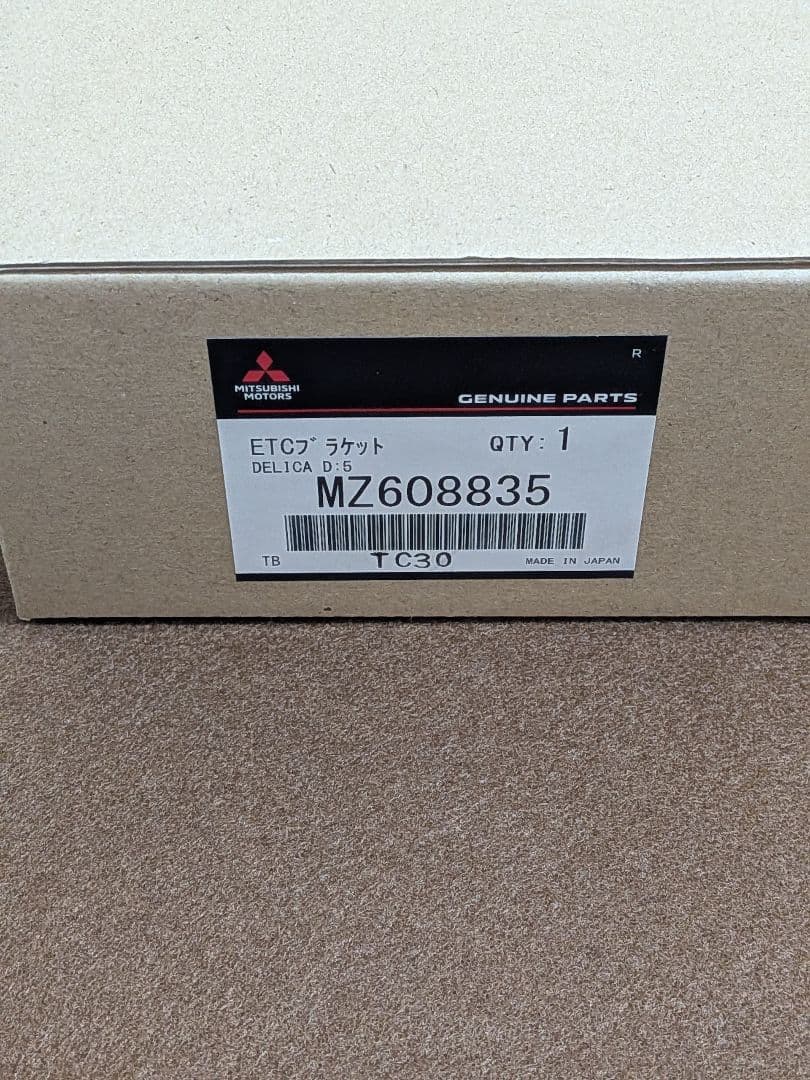 R
MITSUBISHI
MOTORS
GENUINE PARTS
ETCブラケット QTY: 1
DELICA D:5
MZ608835
TB TC30 MADE IN JAPAN